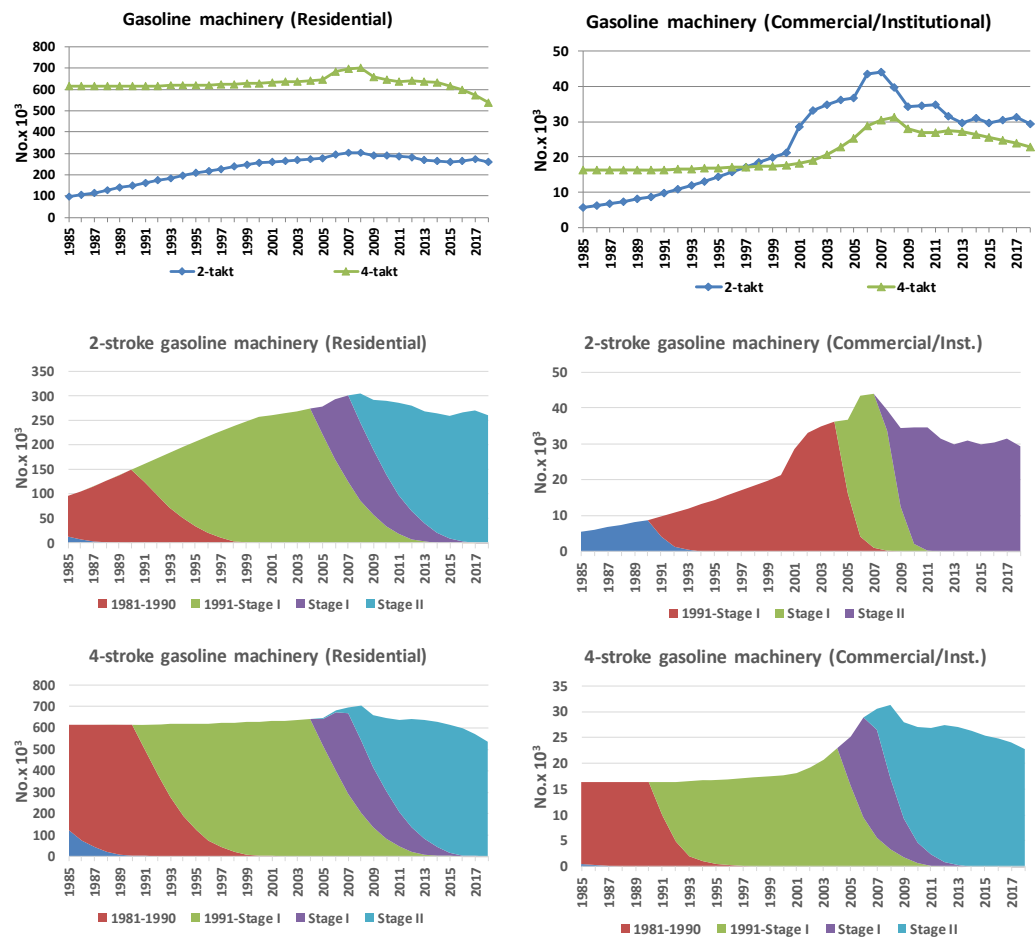 Gasoline machinery (Residential)
No.x 10³
800
700
600
500
400
300
200
100
0
1985 1987 1989 1991 1993 1995 1997 1999 2001 2003 2005 2007 2009 2011 2013 2015 2017
2-takt 4-takt
Gasoline machinery (Commercial/Institutional)
No.x 10³
50
40
30
20
10
0
1985 1987 1989 1991 1993 1995 1997 1999 2001 2003 2005 2007 2009 2011 2013 2015 2017
2-takt 4-takt
2-stroke gasoline machinery (Residential)
No.x 10³
350
300
250
200
150
100
50
0
1985 1987 1989 1991 1993 1995 1997 1999 2001 2003 2005 2007 2009 2011 2013 2015 2017
1981-1990 1991-Stage I Stage I Stage II
2-stroke gasoline machinery (Commercial/Inst.)
No.x 10³
50
40
30
20
10
0
1985 1987 1989 1991 1993 1995 1997 1999 2001 2003 2005 2007 2009 2011 2013 2015 2017
1991-Stage I Stage I Stage II
4-stroke gasoline machinery (Residential)
No.x 10³
800
700
600
500
400
300
200
100
0
1985 1987 1989 1991 1993 1995 1997 1999 2001 2003 2005 2007 2009 2011 2013 2015 2017
1981-1990 1991-Stage I Stage I Stage II
4-stroke gasoline machinery (Commercial/Inst.)
No.x 10³
35
30
25
20
15
10
5
0
1985 1987 1989 1991 1993 1995 1997 1999 2001 2003 2005 2007 2009 2011 2013 2015 2017
1981-1990 1991-Stage I Stage I Stage II